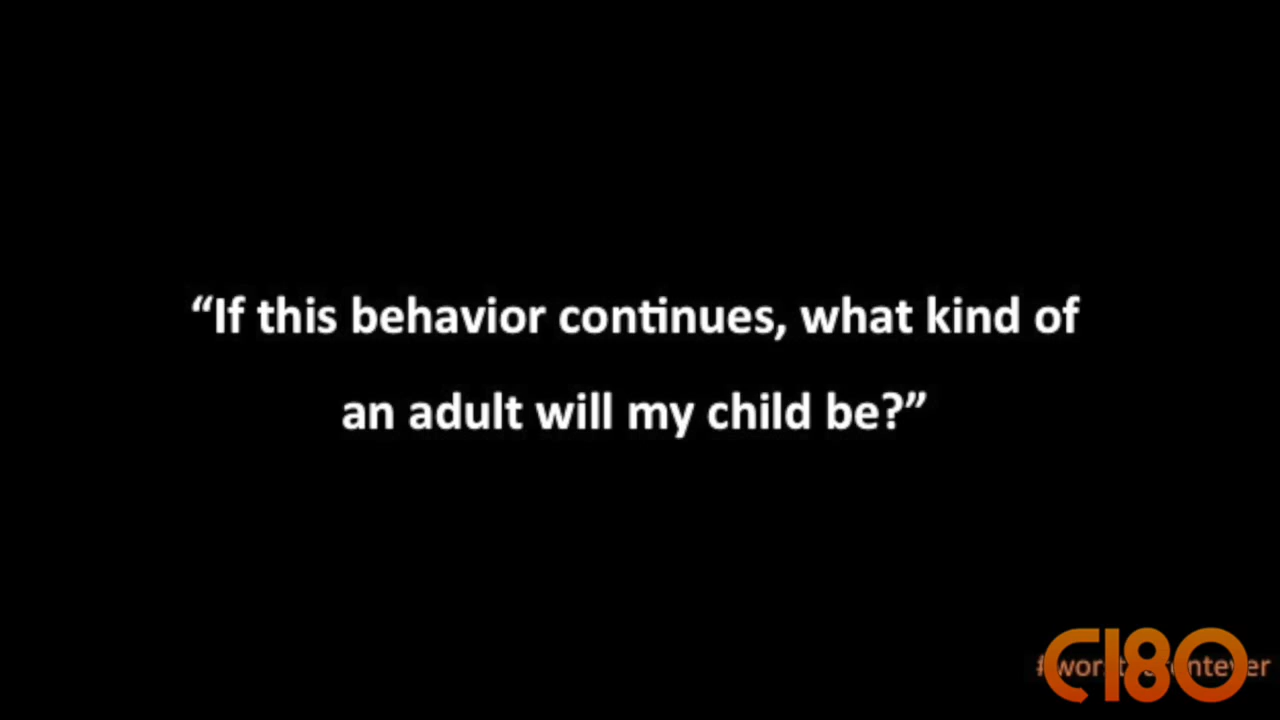 “If this behavior continues, what kind of
an adult will my child be?”
C180